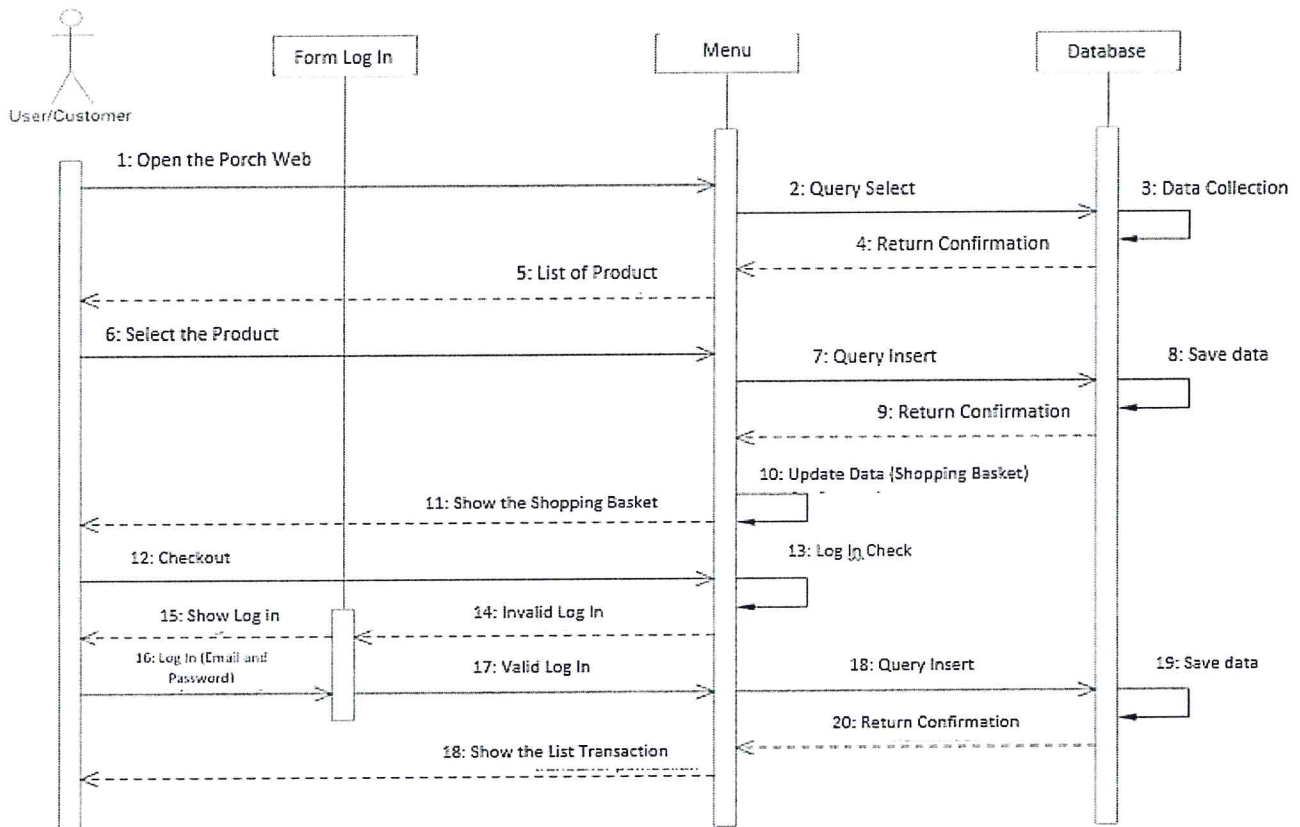 Form Log In
Menu
Database
User/Customer
1: Open the Porch Web
2: Query Select
3: Data Collection
4: Return Confirmation
5: List of Product
6: Select the Product
7: Query Insert
8: Save data
9: Return Confirmation
10: Update Data (Shopping Basket)
11: Show the Shopping Basket
12: Checkout
13: Log In Check
14: Invalid Log In
15: Show Log in
16: Log In (Email and
Password)
17: Valid Log In
18: Query Insert
19: Save data
20: Return Confirmation
18: Show the List Transaction